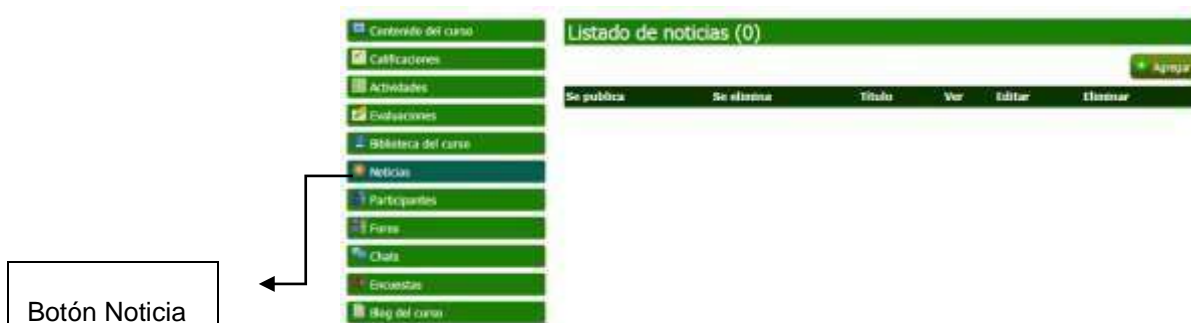 Contenido del curso
Calificaciones
Actividades
Evaluaciones
Biblioteca del curso
Noticias
Participantes
Foros
Chats
Encuestas
Blog del curso
Listado de noticias (0)
Agregar
Se publica Se elimina Título Ver Editar Eliminar
Botón Noticia